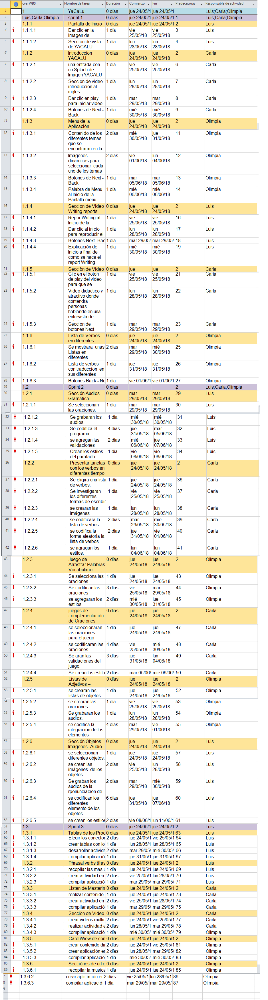 cve_WBS Nombre de tarea Duración Comienzo Fin Predecesoras Responsable de actividad
1 1 YaCaLu 0 días jue 24/05/1 jue 24/05/1 Luis;Carla;Olimpia
2 Luis;Carla;Olimpia sprint 1 0 días jue 24/05/1 jue 24/05/1 1 Luis;Carla;Olimpia
3 1.1.1 Pantalla de Inicio 0 días jue 24/05/1 jue 24/05/1 2 Luis
4 1.1.1.1 Dar clic en la 1 día vie vie 3 Luis
imagen de 25/05/18 25/05/18
5 1.1.1.2 Seccion de vista 1 día lun lun 4 Luis
de YACALU 28/05/18 28/05/18
6 1.1.2 Introduccion 0 días jue jue 2 Carla
YACALU 24/05/18 24/05/18
7 1.1.2.1 una entrada con 1 día vie vie 6 Carla
un Splach de 25/05/18 25/05/18
Imagen YACALU
8 1.1.2.2 Seccion de video 1 día lun lun 7 Carla
introduccion al 28/05/18 28/05/18
ingles
9 1.1.2.3 Dar clic en play 1 día mar mar 8 Carla
para iniciar video 29/05/18 29/05/18
10 1.1.2.4 Botones de Next - 1 día mié mié 9 Carla
Back 30/05/18 30/05/18
11 1.1.3 Menu de la 0 días jue jue 2 Olimpia
Aplicaciòn 24/05/18 24/05/18
12 1.1.3.1 Contenido de los 2 días mié jue 11 Olimpia
diferentes temas 30/05/18 31/05/18
que se
encontraran en la
13 1.1.3.2 Imágenes 2 días vie lun 12 Olimpia
dinamicas para 01/06/18 04/06/18
seleccionar cada
uno de los temas
14 1.1.3.3 Botones de Next - 1 día mar mar 13 Olimpia
Back 05/06/18 05/06/18
15 1.1.3.4 Palabra de Menu 1 día mié mié 14 Olimpia
al Inicio de la 06/06/18 06/06/18
Pantalla menu
16 1.1.4 Seccion de Video 0 días jue jue 2 Luis
Writing reports 24/05/18 24/05/18
17 1.1.4.1 Repor Writing al 1 día vie vie 16 Luis
Inicio de la 25/05/18 25/05/18
18 1.1.4.2 Dar clic al inicio 1 día lun lun 17 Luis
para reproducir el 28/05/18 28/05/18
19 1.1.4.3 Botones Next- Bac 1 día mar 29/05/ mar 29/05/ 18 Luis
20 1.1.4.4 Explicaciòn de 1 día mié mié 19 Luis
Inicio a final de 30/05/18 30/05/18
como se hace el
report Writing
21 1.1.5 Secciòn de Video 0 días jue jue 2 Carla
22 1.1.5.1 Clic en el boton 1 día vie vie 21 Carla
de play del video 25/05/18 25/05/18
para que se
23 1.1.5.2 Video didactico y 1 día lun lun 22 Carla
atractivo donde 28/05/18 28/05/18
contendra
personas
hablando en una
entrevista de
24 1.1.5.3 Seccion de 1 día mar mar 23 Carla
botones Next - 29/05/18 29/05/18
25 1.1.6 Lista de Verbos 0 días jue jue 2 Olimpia
en diferentes 24/05/18 24/05/18
26 1.1.6.1 Se mostrara unas 2 días mar mié 25 Olimpia
Listas en 29/05/18 30/05/18
diferentes
27 1.1.6.2 Lista de verbos 1 día jue jue 26 Olimpia
con traduccion en 31/05/18 31/05/18
sus diferentes
28 1.1.6.3 Botones Back - Ne 1 día vie 01/06/1 vie 01/06/1 27 Olimpia
29 1.2 Sprint 2 0 días 2 Luis;Carla;Olimpia
30 1.2.1 Sección Audios 0 días mar mar 29 Luis
Gramática 29/05/18 29/05/18
31 1.2.1.1 Se seleccionan 1 día mar mar 30 Luis
las oraciones. 29/05/18 29/05/18
32 1.2.1.2 Se grabaran los 1 día mié mié 31 Luis
audios. 30/05/18 30/05/18
33 1.2.1.3 Se codifica el 4 días jue mar 32 Luis
programa 31/05/18 05/06/18
34 1.2.1.4 se agregan las 2 días mié jue 33 Luis
validaciones 06/06/18 07/06/18
35 1.2.1.5 Crean los estilos 1 día vie vie 34 Luis
del paratado 08/06/18 08/06/18
36 1.2.2 Presentar tarjetas 0 días jue jue 2 Carla
con los verbos en 24/05/18 24/05/18
diferentes tiempo
37 1.2.2.1 Se eligira una lista 1 día jue jue 36 Carla
de verbos. 24/05/18 24/05/18
38 1.2.2.2 Se investigaran 1 día vie vie 37 Carla
los diferentes 25/05/18 25/05/18
formas de escribir
39 1.2.2.3 se crearan las 1 día lun lun 38 Carla
imágenes 28/05/18 28/05/18
40 1.2.2.4 se codificara la 2 días mar mié 39 Carla
lista de verbos. 29/05/18 30/05/18
41 1.2.2.5 se codifica la 2 días jue vie 40 Carla
forma aleatoria la 31/05/18 01/06/18
lista de verbos
42 1.2.2.6 se agragan los 1 día lun lun 41 Carla
estilos. 04/06/18 04/06/18
43 1.2.3 Juego de 0 días jue jue 2 Olimpia
Arrastrar Palabras 24/05/18 24/05/18
Vocabulario
44 1.2.3.1 Se selecciona las 1 día jue jue 43 Olimpia
oraciones 24/05/18 24/05/18
45 1.2.3.2 Se codifican las 3 días vie mar 44 Olimpia
oraciones 25/05/18 29/05/18
46 1.2.3.3 se agregaran los 2 días mié jue 45 Olimpia
estilos 30/05/18 31/05/18
47 1.2.4 juegos de 0 días jue jue 2 Carla
complementación 24/05/18 24/05/18
de Oraciones
48 1.2.4.1 se seleccionaran 1 día jue jue 47 Carla
las oraciones 24/05/18 24/05/18
para el juego
49 1.2.4.2 se codificaran las 4 días vie mié 48 Carla
oraciones 25/05/18 30/05/18
50 1.2.4.3 Se aran las 3 días jue lun 49 Carla
validaciones del 31/05/18 04/06/18
juego.
51 1.2.4.4 Se crean los estilo 2 días mar 05/06/ mié 06/06/ 50 Carla
52 1.2.5 Listas de 0 días jue jue 2 Olimpia
Adjetivos – 24/05/18 24/05/18
53 1.2.5.1 se crearan las 1 día jue jue 52 Olimpia
listas de objetos 24/05/18 24/05/18
54 1.2.5.2 se crearan las 1 día vie vie 53 Olimpia
oraciones 25/05/18 25/05/18
55 1.2.5.3 Se grabaran los 1 día lun lun 54 Olimpia
audios. 28/05/18 28/05/18
56 1.2.5.4 se codifica la 4 días mar vie 55 Olimpia
integracion de los 29/05/18 01/06/18
elementos
57 1.2.6 Sección Objetos - 0 días jue jue 2 Luis
Imágenes -Audio 24/05/18 24/05/18
58 1.2.6.1 se seleccionan 1 día jue jue 57 Luis
diferentes objetos. 24/05/18 24/05/18
59 1.2.6.2 se crean las 2 días vie lun 58 Luis
imágenes de los 25/05/18 28/05/18
objetos
60 1.2.6.3 Se graban los 2 días mar mié 59 Luis
audios de la 29/05/18 30/05/18
rponunciación de
61 1.2.6.4 se codifican los 6 días jue jue 60 Luis
diferentes 31/05/18 07/06/18
elemento de los
objetos
62 1.2.6.5 se crean los estilos 2 días vie 08/06/1 lun 11/06/1 61 Luis
63 1.3 Sprint 3 0 días jue 24/05/1 jue 24/05/1 2 Luis
64 1.3.1 Tablas de los Proc 0 días jue 24/05/1 jue 24/05/1 63 Luis
65 1.3.1.1 Elegir los conector 2 días jue 24/05/1 vie 25/05/1 64 Luis
66 1.3.1.2 crear tablas con lo 1 día lun 28/05/1 lun 28/05/1 65 Luis
67 1.3.1.3 desarrollar activida 2 días mar 29/05/ mié 30/05/ 66 Luis
68 1.3.1.4 compilar aplicació 1 día jue 31/05/1 jue 31/05/1 67 Luis
69 1.3.2 Phrasal verbs (fras 0 días jue 24/05/1 jue 24/05/1 2 Luis
70 1.3.2.1 recopilar las mas u 1 día jue 24/05/1 jue 24/05/1 69 Luis
71 1.3.2.2 crear actividad en 2 días vie 25/05/1 lun 28/05/1 70 Luis
72 1.3.2.3 compilar aplicació 1 día mar 29/05/ mar 29/05/ 71 Luis
73 1.3.3 Listen de Masterin 0 días jue 24/05/1 jue 24/05/1 2 Carla
74 1.3.3.1 realizar contenido 1 día jue 24/05/1 jue 24/05/1 73 Carla
75 1.3.3.2 crear actividad en 2 días vie 25/05/1 lun 28/05/1 74 Carla
76 1.3.3.3 compilar aplicació 1 día mar 29/05/ mar 29/05/ 75 Carla
77 1.3.4 Secciòn de Video 0 días jue 24/05/1 jue 24/05/1 2 Carla
78 1.3.4.1 crear videos multir 2 días jue 24/05/1 vie 25/05/1 77 Carla
79 1.3.4.2 realizar actividad e 2 días lun 28/05/1 mar 29/05/ 78 Carla
80 1.3.4.3 compilar aplicació 1 día mié 30/05/ mié 30/05/ 79 Olimpia
81 1.3.5 Card Wiew de cón 0 días jue 24/05/1 jue 24/05/1 2 Olimpia
82 1.3.5.1 crear contenido din 2 días jue 24/05/1 vie 25/05/1 81 Olimpia
83 1.3.5.2 crear aplicación er 2 días lun 28/05/1 mar 29/05/ 82 Olimpia
84 1.3.5.3 compilar aplicació 1 día mié 30/05/ mié 30/05/ 83 Olimpia
85 1.3.6 Secciónes de url c 0 días jue 24/05/1 jue 24/05/1 2 Olimpia
86 1.3.6.1 recopilar la musica 1 día jue 24/05/1 jue 24/05/1 85 Olimpia
7 1.3.6.2 crear aplicación er 2 días vie 25/05/1 lun 28/05/1 86 Olimpia
8 1.3.6.3 compilar aplicació 1 día mar 29/05/ mar 29/05/ 87 Olimpia
9